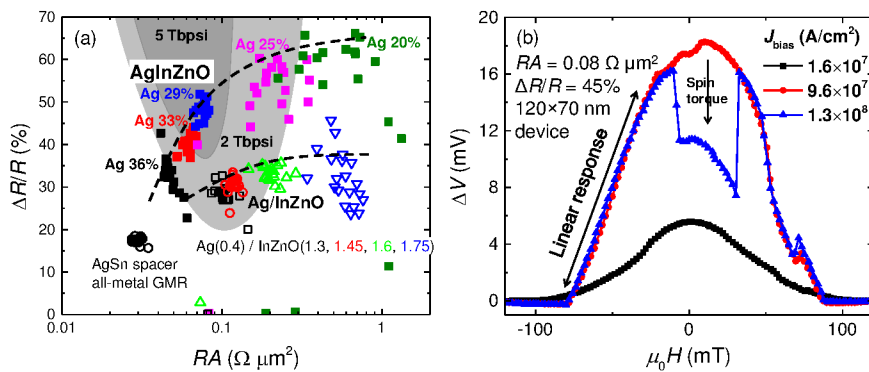 (a)
5 Tbpsi
Ag 25%
Ag 20%
AgInZnO
Ag 29%
Ag 33%
2 Tbpsi
Ag 36%
Ag/InZnO
Ag(0.4) / InZnO(1.3, 1.45, 1.6, 1.75)
AgSn spacer
all-metal GMR
70
60
50
40
30
20
10
0
ΔR/R (%)
0.01
0.1
1
RA (Ω μm²)
(b)
J_bias (A/cm²)
1.6×10⁷
9.6×10⁷
1.3×10⁸
RA = 0.08 Ω μm²
ΔR/R = 45%
120×70 nm
device
Spin
torque
Linear response
20
16
12
8
4
0
ΔV (mV)
-100
0
100
μ₀H (mT)